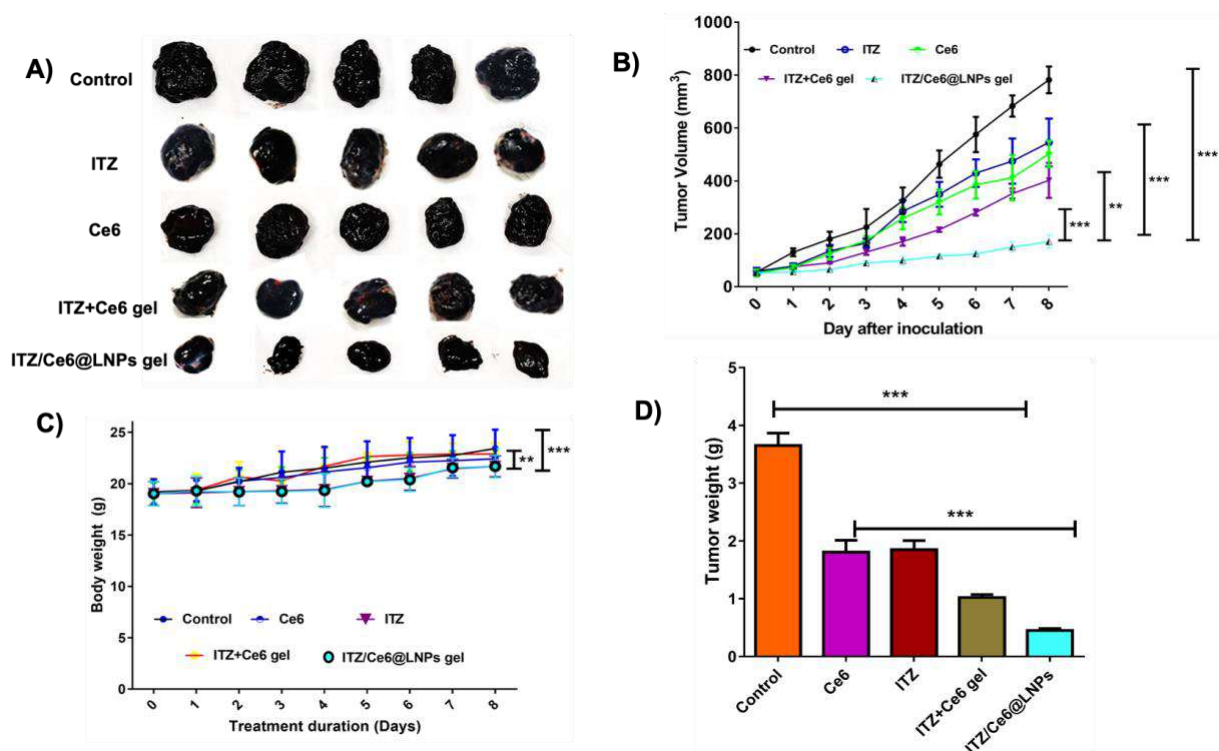 A)
Control
ITZ
Ce6
ITZ+Ce6 gel
ITZ/Ce6@LNPs gel
B)
Tumor Volume (mm³)
1000
800
600
400
200
0
Control ITZ Ce6
ITZ+Ce6 gel ITZ/Ce6@LNPs gel
***
**
***
***
0 1 2 3 4 5 6 7 8
Day after inoculation
C)
Body weight (g)
25
20
15
10
5
0
** ***
Control Ce6 ITZ
ITZ+Ce6 gel ITZ/Ce6@LNPs gel
0 1 2 3 4 5 6 7 8
Treatment duration (Days)
D)
Tumor weight (g)
5
4
3
2
1
0
***
***
Control
Ce6
ITZ
ITZ+Ce6 gel
ITZ/Ce6@LNPs